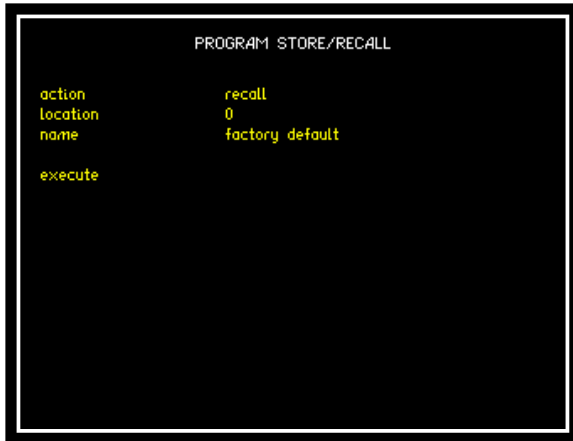 PROGRAM STORE/RECALL
action recall
location 0
name factory default
execute